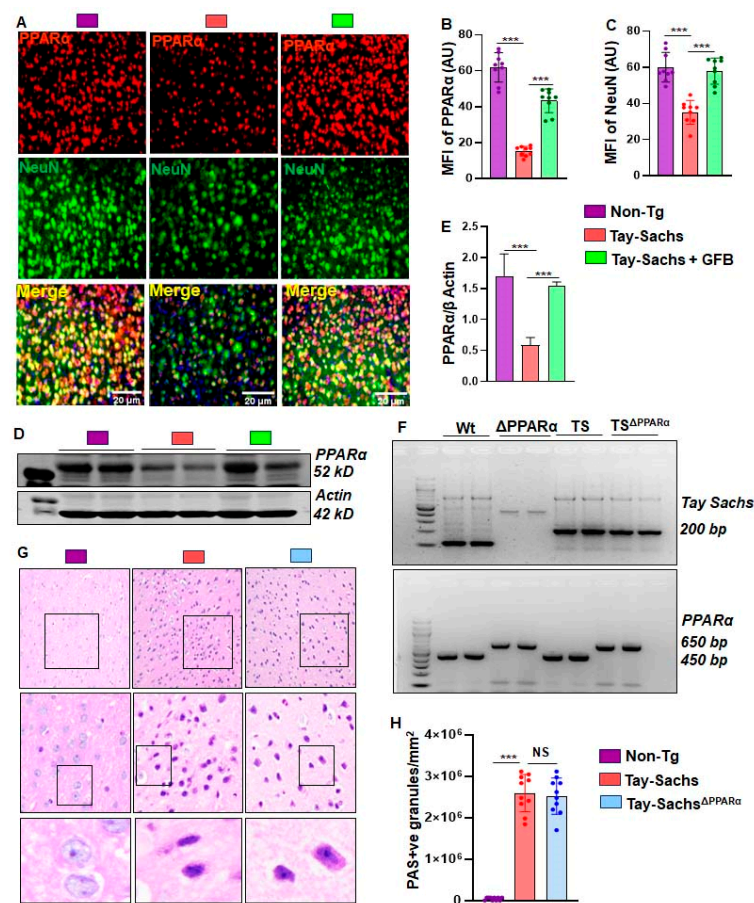 A
PPARα
PPARα
PPARα
NeuN
NeuN
NeuN
Merge
Merge
Merge
20 µm
20 µm
20 µm
B
MFI of PPARα (AU)
80
60
40
20
0
***
***
C
MFI of NeuN (AU)
80
60
40
20
0
***
***
Non-Tg
Tay-Sachs
Tay-Sachs + GFB
E
PPARα/β Actin
2.0
1.5
1.0
0.5
0.0
***
***
D
PPARα
52 kD
Actin
42 kD
F
Wt ΔPPARα TS TS^ΔPPARα
Tay Sachs
200 bp
PPARα
650 bp
450 bp
G
H
PAS+ve granules/mm²
4×10⁶
3×10⁶
2×10⁶
1×10⁶
0
***
NS
Non-Tg
Tay-Sachs
Tay-Sachs^ΔPPARα